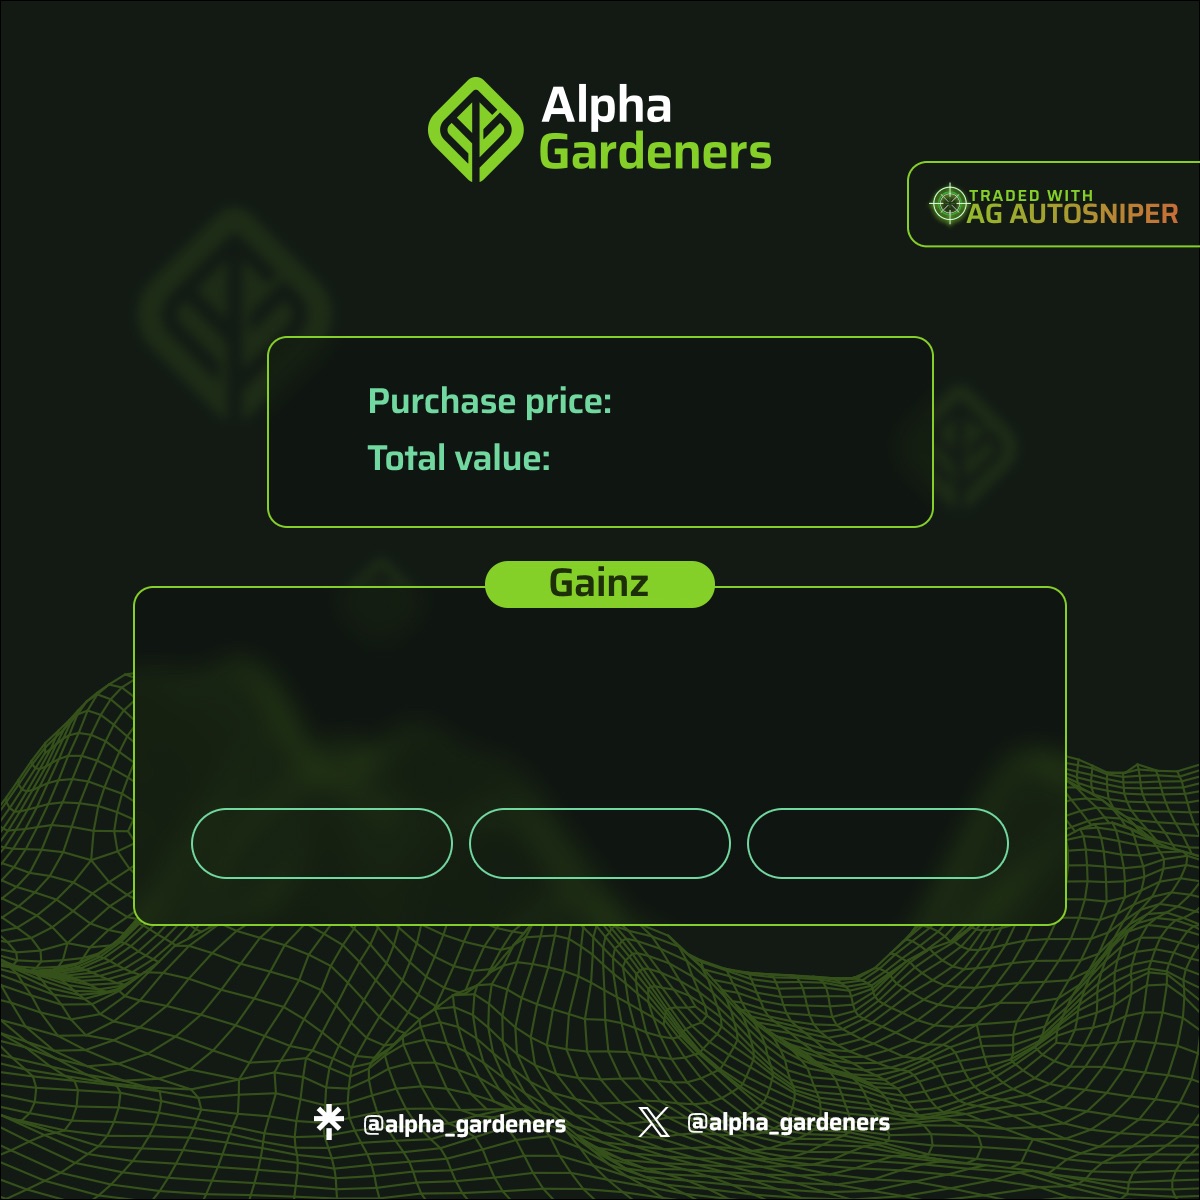 Alpha
Gardeners
TRADED WITH
AG AUTOSNIPER
Purchase price:
Total value:
Gainz
@alpha_gardeners
@alpha_gardeners